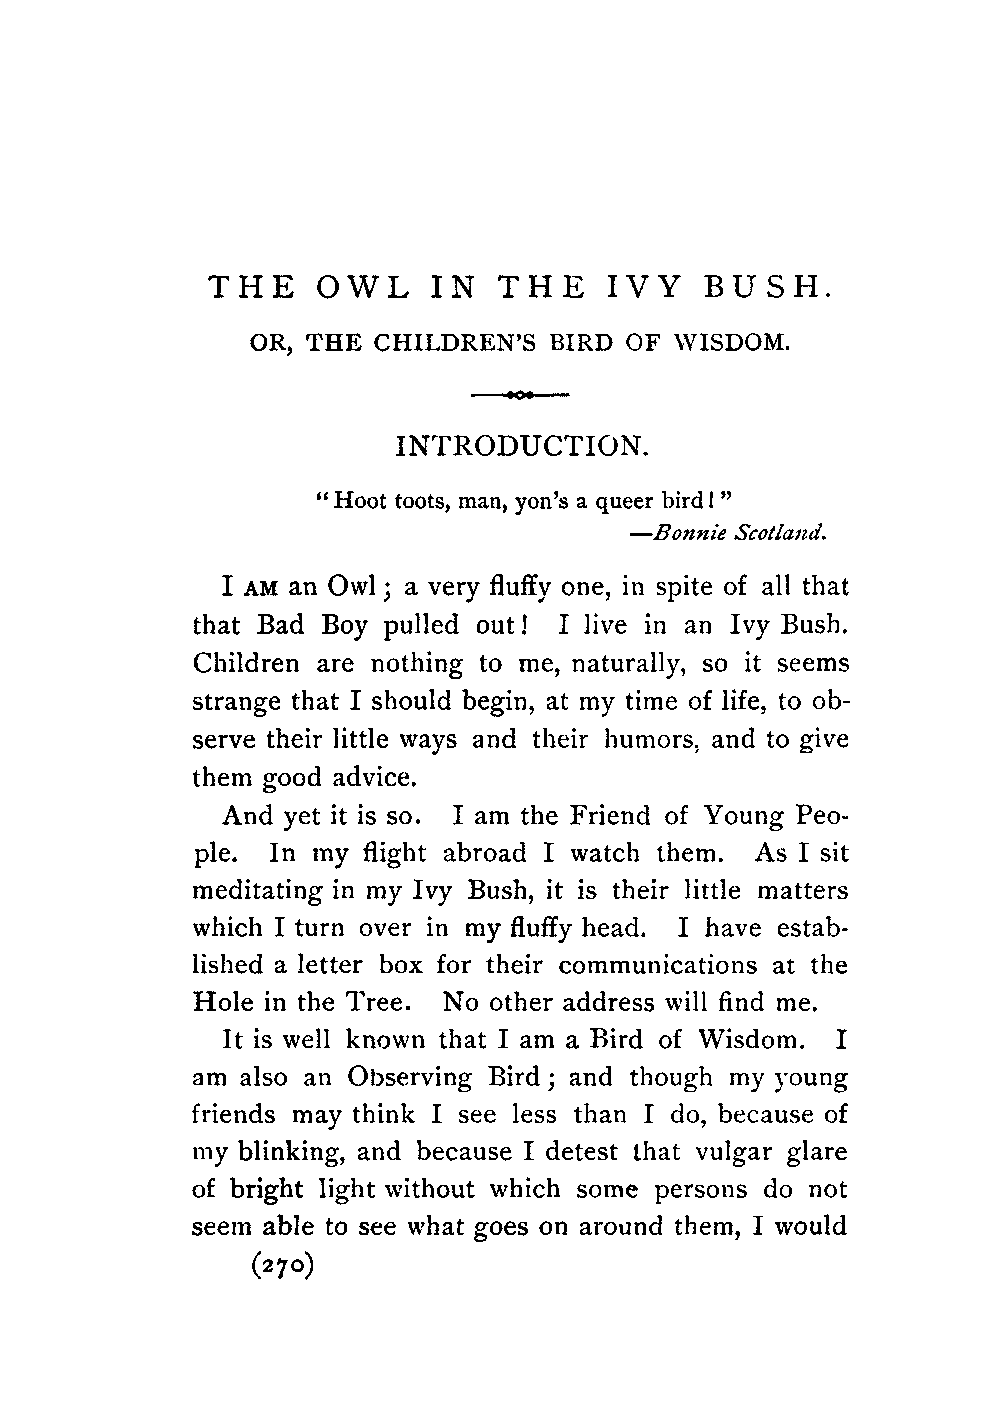 THE OWL IN THE IVY BUSH.
OR, THE CHILDREN'S BIRD OF WISDOM.
INTRODUCTION.
"Hoot toots, man, yon's a queer bird!"
—Bonnie Scotland.
I AM an Owl; a very fluffy one, in spite of all that
that Bad Boy pulled out! I live in an Ivy Bush.
Children are nothing to me, naturally, so it seems
strange that I should begin, at my time of life, to ob-
serve their little ways and their humors, and to give
them good advice.
And yet it is so. I am the Friend of Young Peo-
ple. In my flight abroad I watch them. As I sit
meditating in my Ivy Bush, it is their little matters
which I turn over in my fluffy head. I have estab-
lished a letter box for their communications at the
Hole in the Tree. No other address will find me.
It is well known that I am a Bird of Wisdom. I
am also an Observing Bird; and though my young
friends may think I see less than I do, because of
my blinking, and because I detest that vulgar glare
of bright light without which some persons do not
seem able to see what goes on around them, I would
(270)